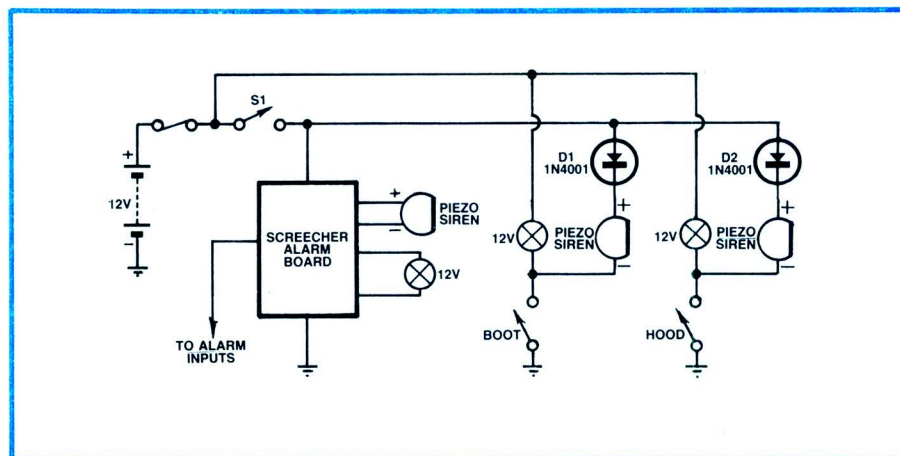 S1
D1
1N4001
D2
1N4001
+
12V
−
SCREECHER
ALARM
BOARD
+
−
PIEZO
SIREN
12V
12V
PIEZO
SIREN
+
−
12V
PIEZO
SIREN
+
−
TO ALARM
INPUTS
BOOT
HOOD